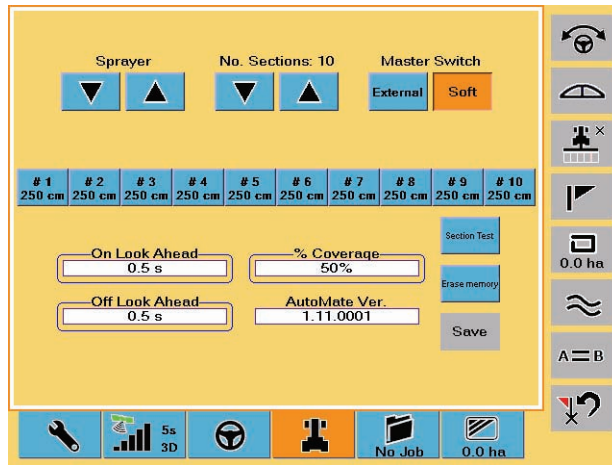 Sprayer No. Sections: 10 Master Switch
External Soft
# 1 # 2 # 3 # 4 # 5 # 6 # 7 # 8 # 9 # 10
250 cm 250 cm 250 cm 250 cm 250 cm 250 cm 250 cm 250 cm 250 cm 250 cm
Section Test
On Look Ahead % Coverage
0.5 s 50%
Erase memory
Off Look Ahead AutoMate Ver.
0.5 s 1.11.0001
Save
0.0 ha
A B
5s
3D
No Job 0.0 ha